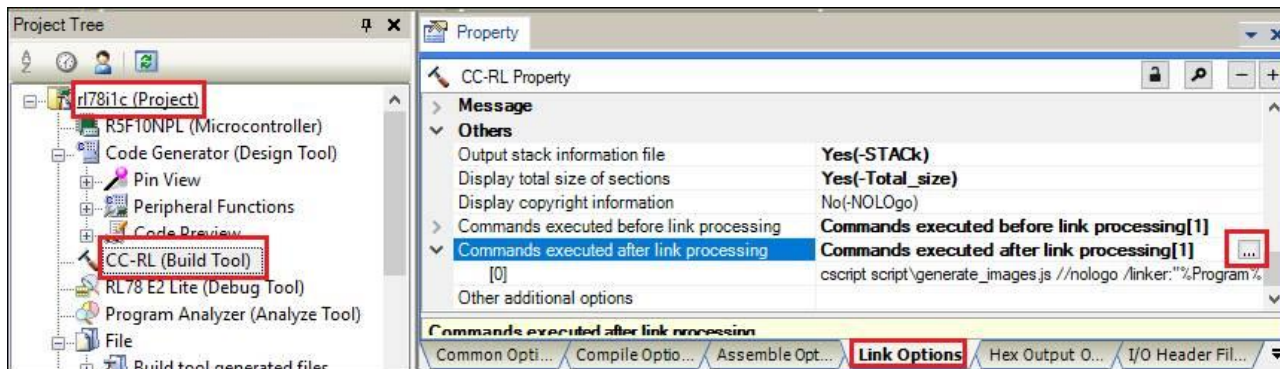 Project Tree
rl78i1c (Project)
R5F10NPL (Microcontroller)
Code Generator (Design Tool)
Pin View
Peripheral Functions
Code Preview
CC-RL (Build Tool)
RL78 E2 Lite (Debug Tool)
Program Analyzer (Analyze Tool)
File
Build tool generated files
Property
CC-RL Property
Message
Others
Output stack information file Yes(-STACk)
Display total size of sections Yes(-Total_size)
Display copyright information No(-NOLOgo)
Commands executed before link processing Commands executed before link processing[1]
Commands executed after link processing Commands executed after link processing[1] ...
[0] cscript script\generate_images.js //nologo /linker:"%Program%
Other additional options
Commands executed after link processing
Common Opti... Compile Optio... Assemble Opt... Link Options Hex Output O... I/O Header Fil...